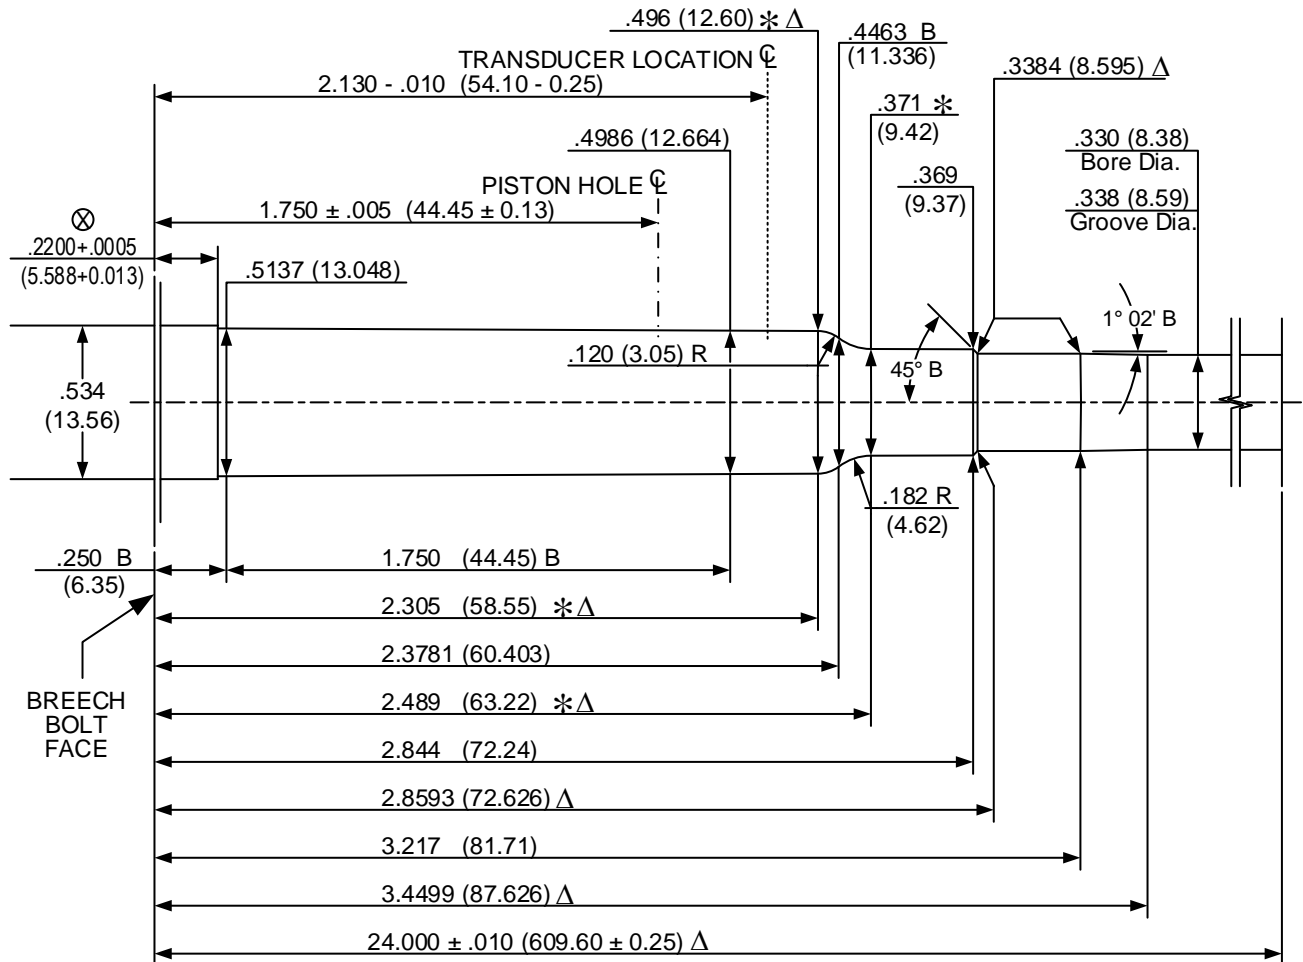 .496 (12.60) ✻ Δ
.4463 B
(11.336)
TRANSDUCER LOCATION ℄
.3384 (8.595) Δ
2.130 - .010 (54.10 - 0.25)
.371 ✻
(9.42)
.4986 (12.664)
.330 (8.38)
Bore Dia.
.369
(9.37)
PISTON HOLE ℄
.338 (8.59)
Groove Dia.
1.750 ± .005 (44.45 ± 0.13)
⊗
.2200+.0005
(5.588+0.013)
.5137 (13.048)
1° 02' B
.120 (3.05) R
45° B
.534
(13.56)
.182 R
(4.62)
.250 B
(6.35)
1.750 (44.45) B
2.305 (58.55) ✻ Δ
2.3781 (60.403)
BREECH
BOLT
FACE
2.489 (63.22) ✻ Δ
2.844 (72.24)
2.8593 (72.626) Δ
3.217 (81.71)
3.4499 (87.626) Δ
24.000 ± .010 (609.60 ± 0.25) Δ